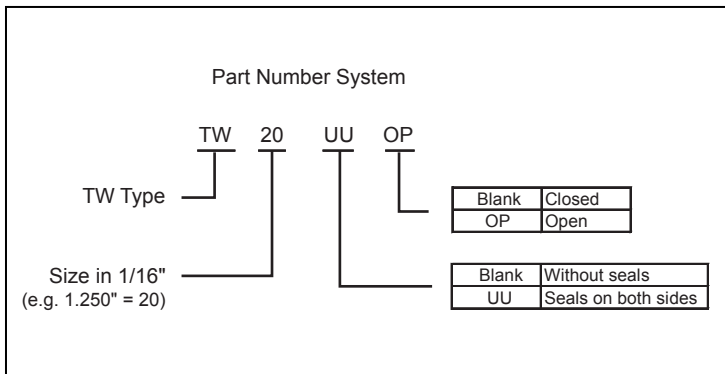 Part Number System
TW 20 UU OP
TW Type
Blank Closed
OP Open
Size in 1/16"
(e.g. 1.250" = 20)
Blank Without seals
UU Seals on both sides